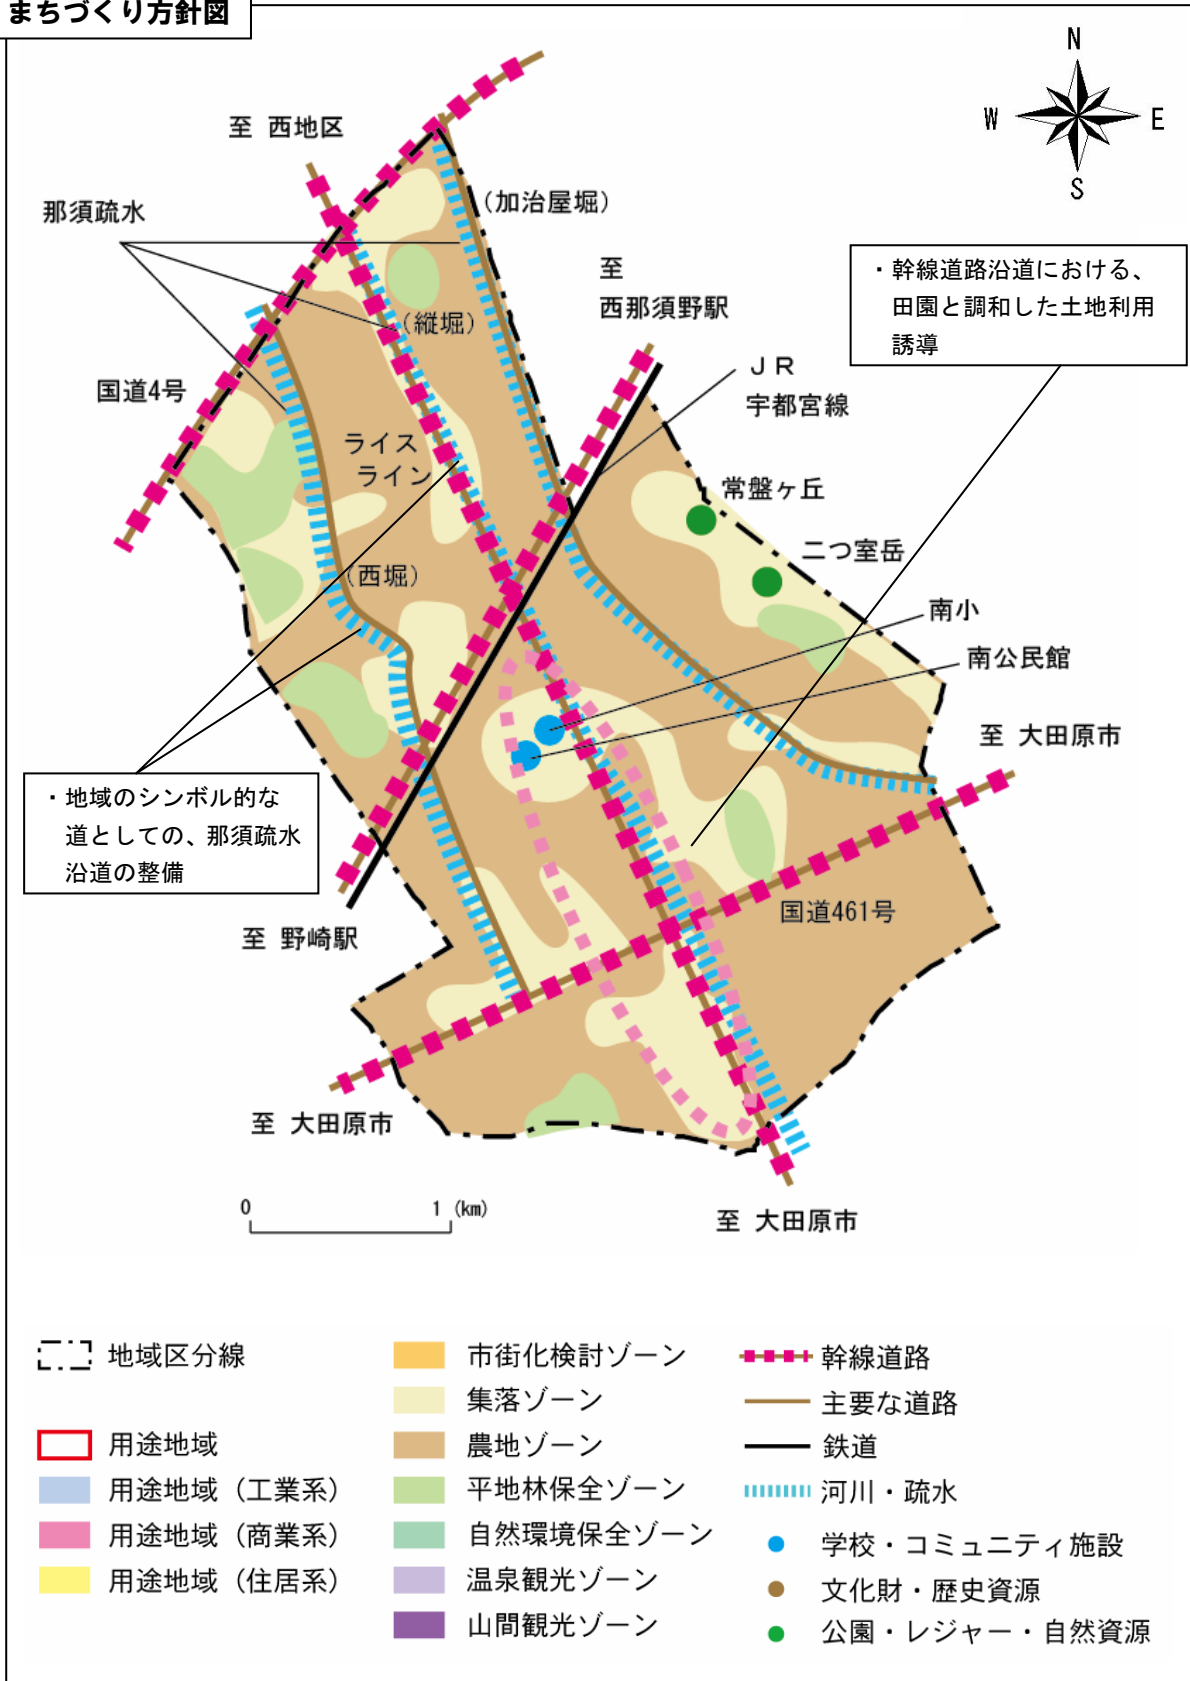 まちづくり方針図
N
W
E
S
至 西地区
那須疏水
(加治屋堀)
至
西那須野駅
・幹線道路沿道における、
田園と調和した土地利用
誘導
(縦堀)
国道4号
JR
宇都宮線
ライス
ライン
常盤ヶ丘
二つ室岳
(西堀)
南小
南公民館
至 大田原市
・地域のシンボル的な
道としての、那須疏水
沿道の整備
国道461号
至 野崎駅
至 大田原市
0
1 (km)
至 大田原市
地域区分線
用途地域
用途地域(工業系)
用途地域(商業系)
用途地域(住居系)
市街化検討ゾーン
集落ゾーン
農地ゾーン
平地林保全ゾーン
自然環境保全ゾーン
温泉観光ゾーン
山間観光ゾーン
幹線道路
主要な道路
鉄道
河川・疏水
学校・コミュニティ施設
文化財・歴史資源
公園・レジャー・自然資源